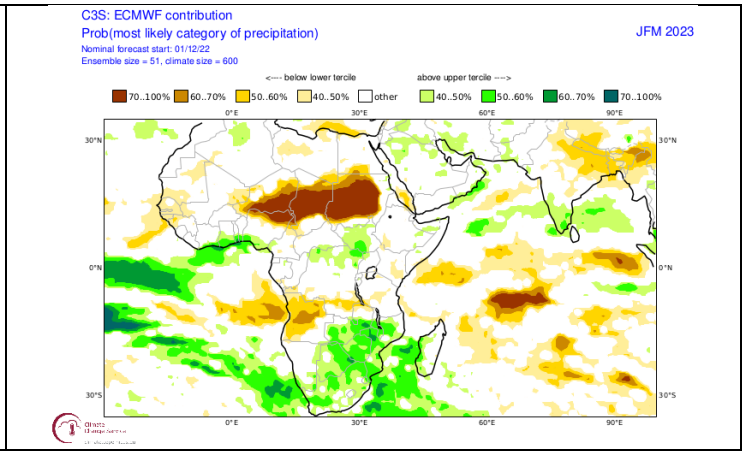 C3S: ECMWF contribution
Prob(most likely category of precipitation)
JFM 2023
Nominal forecast start: 01/12/22
Ensemble size = 51, climate size = 600
<---- below lower tercile above upper tercile ---->
70..100% 60..70% 50..60% 40..50% other 40..50% 50..60% 60..70% 70..100%
0°E 30°E 60°E 90°E
30°N 30°N
0°N 0°N
30°S 30°S
0°E 30°E 60°E 90°E
Climate
Change Service